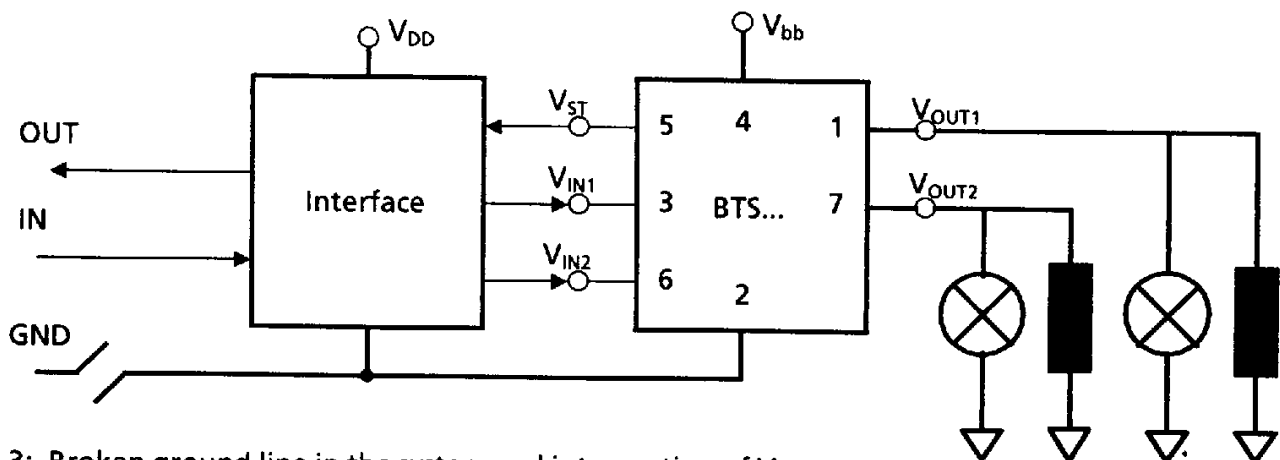 V_DD
V_bb
OUT
IN
GND
Interface
V_ST
V_IN1
V_IN2
5
3
6
4
BTS...
2
1
7
V_OUT1
V_OUT2
3: Broken ground line in the system and interruption of